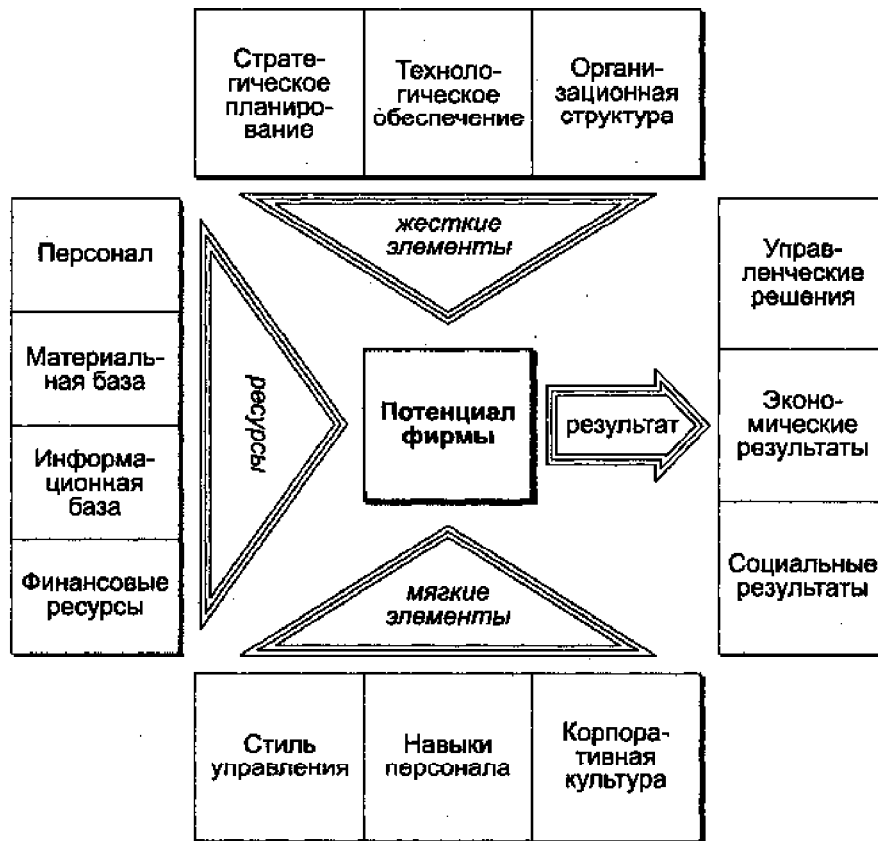 Страте-
гическое
планиро-
вание
Техноло-
гическое
обеспечение
Органи-
зационная
структура
жесткие
элементы
Персонал
Материаль-
ная база
Информа-
ционная
база
Финансовые
ресурсы
ресурсы
Потенциал
фирмы
результат
Управ-
ленческие
решения
Эконо-
мические
результаты
Социальные
результаты
мягкие
элементы
Стиль
управления
Навыки
персонала
Корпора-
тивная
культура